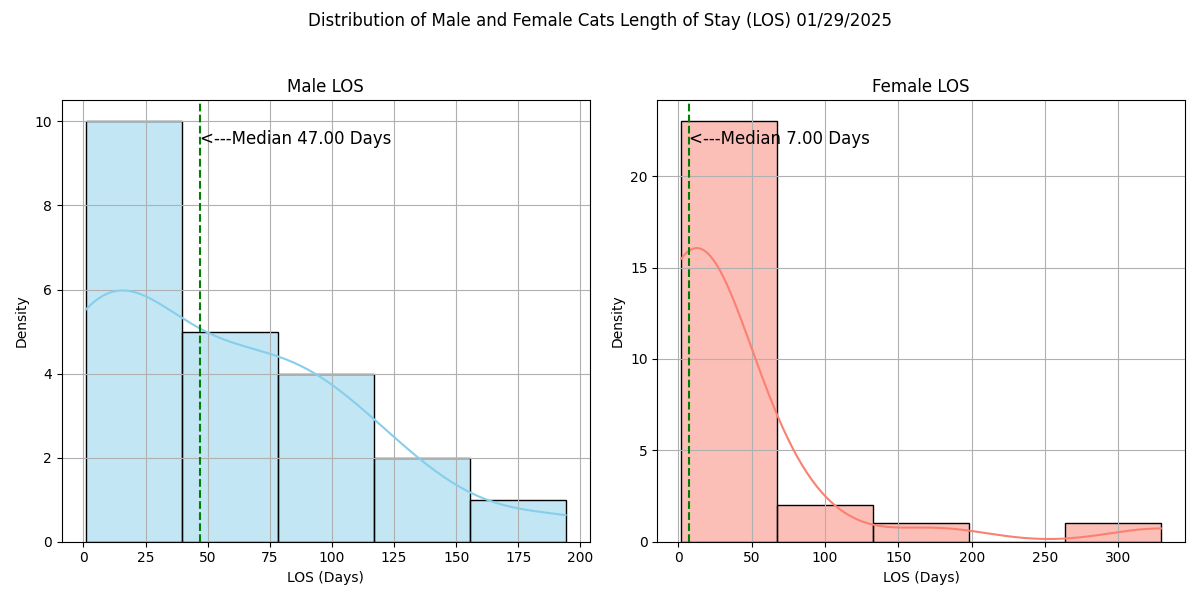 Distribution of Male and Female Cats Length of Stay (LOS) 01/29/2025
Male LOS
Density
10
8
6
4
2
0
<---Median 47.00 Days
0 25 50 75 100 125 150 175 200
LOS (Days)
Female LOS
Density
20
15
10
5
0
<---Median 7.00 Days
0 50 100 150 200 250 300
LOS (Days)